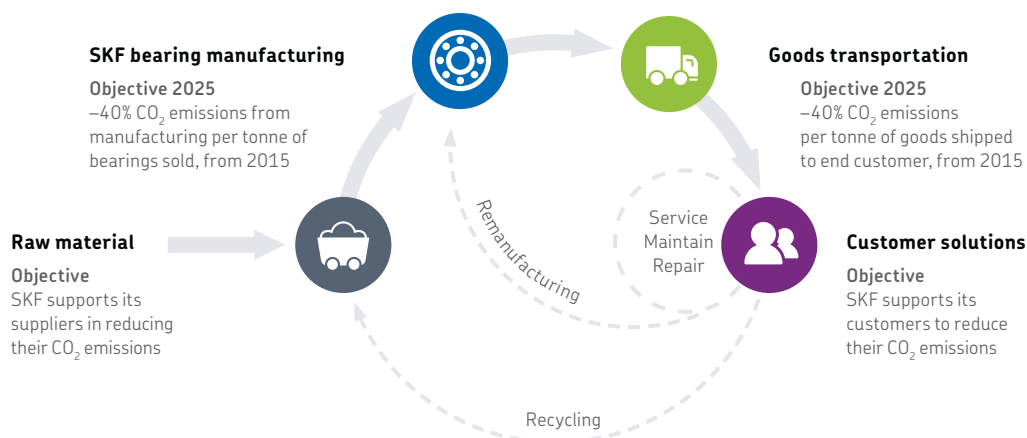 SKF bearing manufacturing
Objective 2025
–40% CO₂ emissions from
manufacturing per tonne of
bearings sold, from 2015
Goods transportation
Objective 2025
–40% CO₂ emissions
per tonne of goods shipped
to end customer, from 2015
Raw material
Objective
SKF supports its
suppliers in reducing
their CO₂ emissions
Remanufacturing
Service
Maintain
Repair
Customer solutions
Objective
SKF supports its
customers to reduce
their CO₂ emissions
Recycling